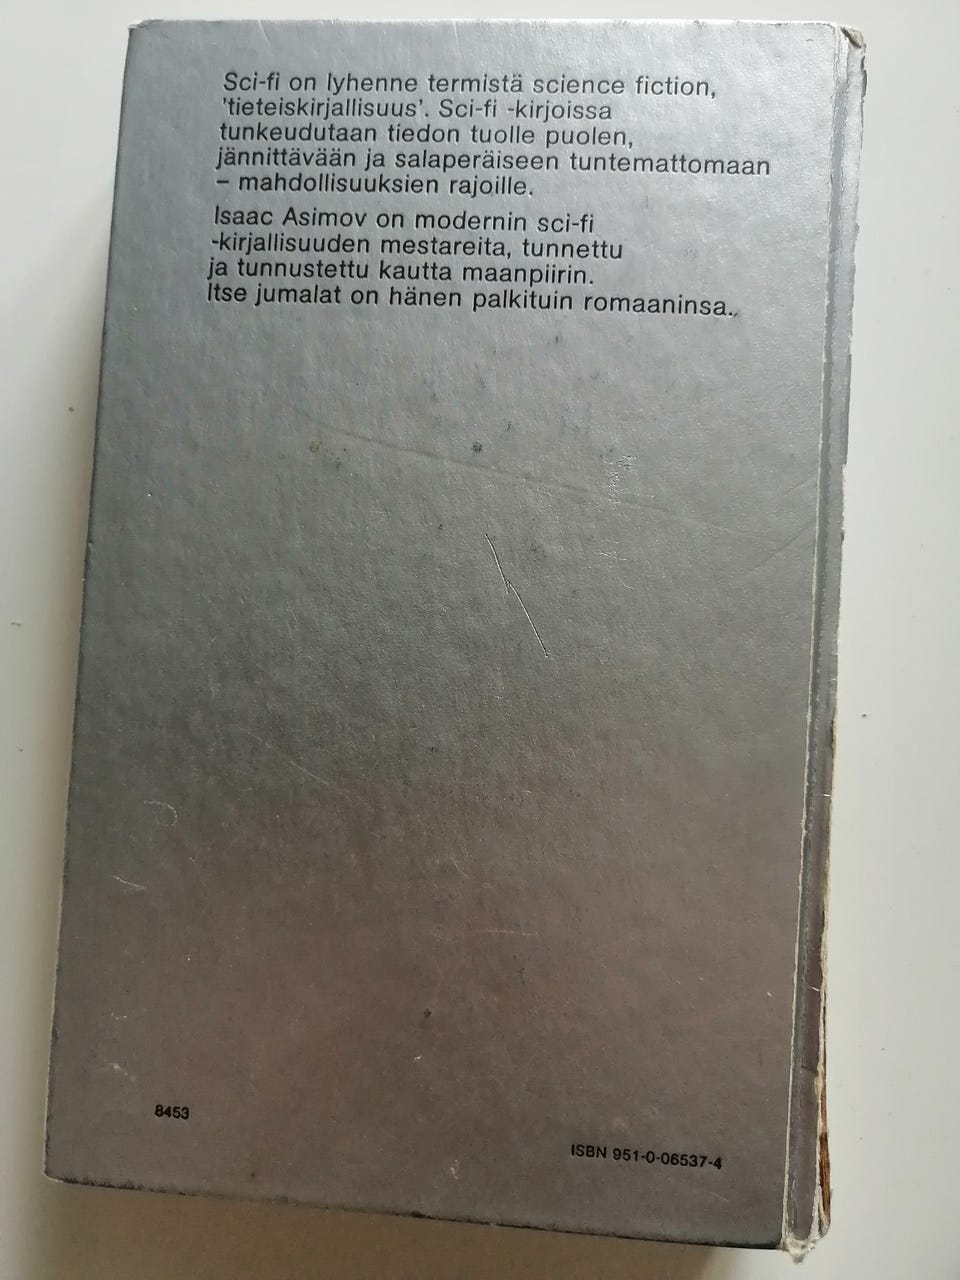 Sci-fi on lyhenne termistä science fiction,
'tieteiskirjallisuus'. Sci-fi -kirjoissa
tunkeudutaan tiedon tuolle puolen,
jännittävään ja salaperäiseen tuntemattomaan
– mahdollisuuksien rajoille.
Isaac Asimov on modernin sci-fi
-kirjallisuuden mestareita, tunnettu
ja tunnustettu kautta maanpiirin.
Itse jumalat on hänen palkituin romaaninsa.
8453
ISBN 951-0-06537-4